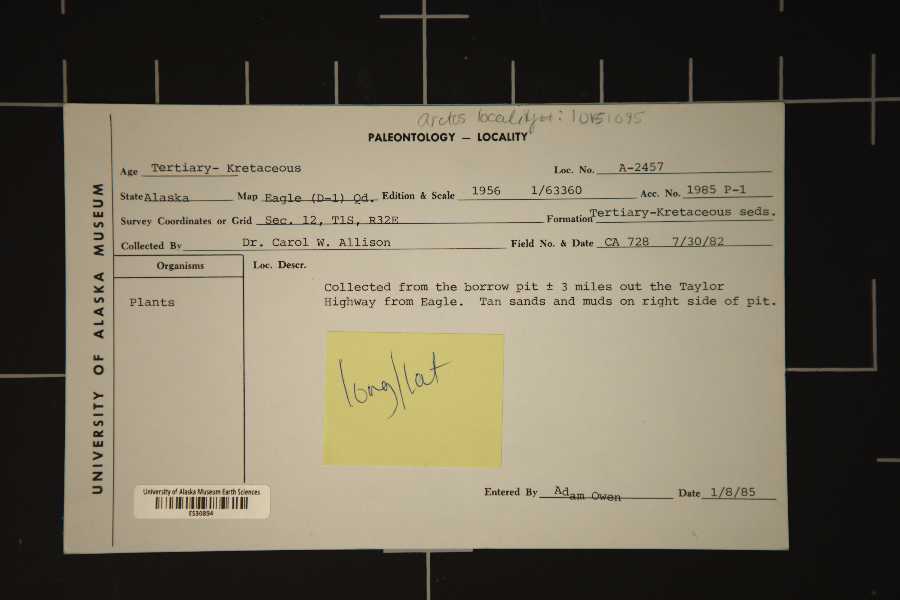 arctos locality#:
PALEONTOLOGY — LOCALITY
Age Tertiary- Kretaceous Loc. No. A-2457
State Alaska Map Eagle (D-1) Qd. Edition & Scale 1956 1/63360 Acc. No. 1985 P-1
Survey Coordinates or Grid Sec. 12, T1S, R32E Formation Tertiary-Kretaceous seds.
Collected By Dr. Carol W. Allison Field No. & Date CA 728 7/30/82
Organisms Loc. Descr.
Plants
Collected from the borrow pit ± 3 miles out the Taylor
Highway from Eagle. Tan sands and muds on right side of pit.
long/lat
Entered By Adam Owen Date 1/8/85
University of Alaska Museum Earth Sciences
ES30894
UNIVERSITY OF ALASKA MUSEUM